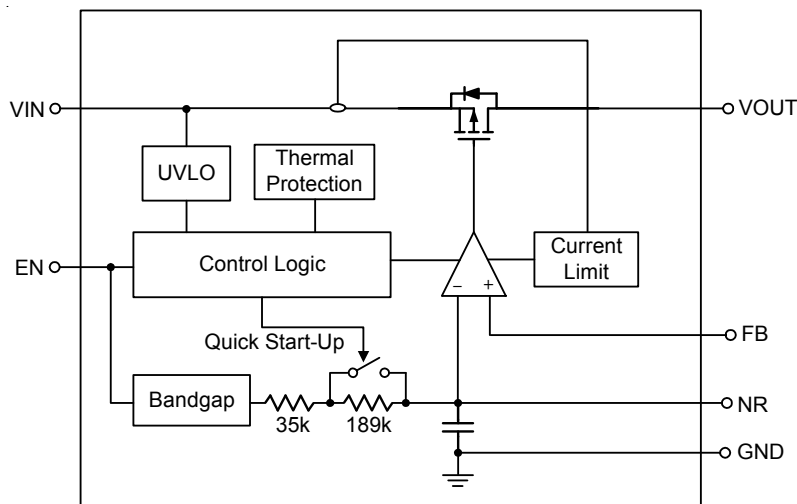 VIN
VOUT
UVLO
Thermal
Protection
EN
Control Logic
Current
Limit
− +
Quick Start-Up
FB
Bandgap
35k
189k
NR
GND